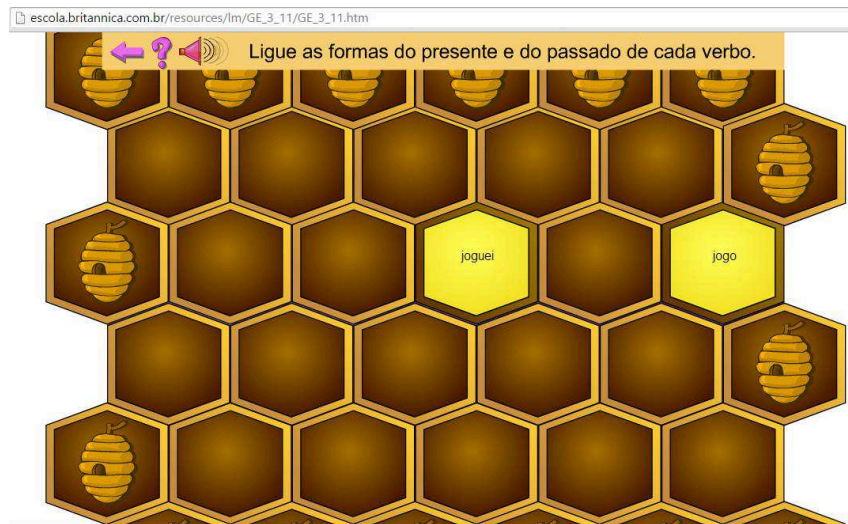 escola.britannica.com.br/resources/lm/GE_3_11/GE_3_11.htm
Ligue as formas do presente e do passado de cada verbo.
joguei
jogo